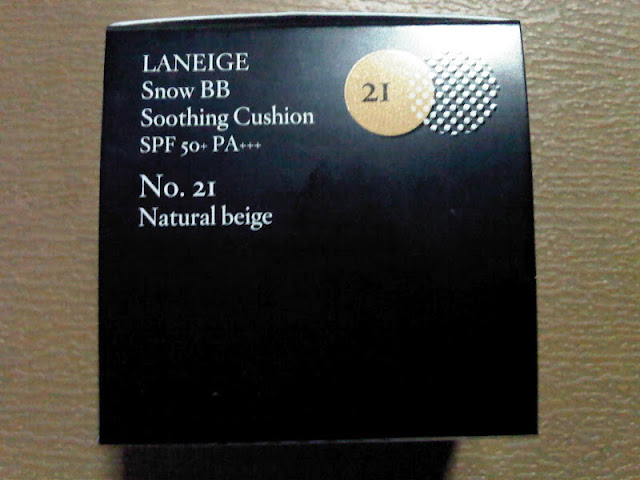 LANEIGE
Snow BB
Soothing Cushion
SPF 50+ PA+++
No. 21
Natural beige
21